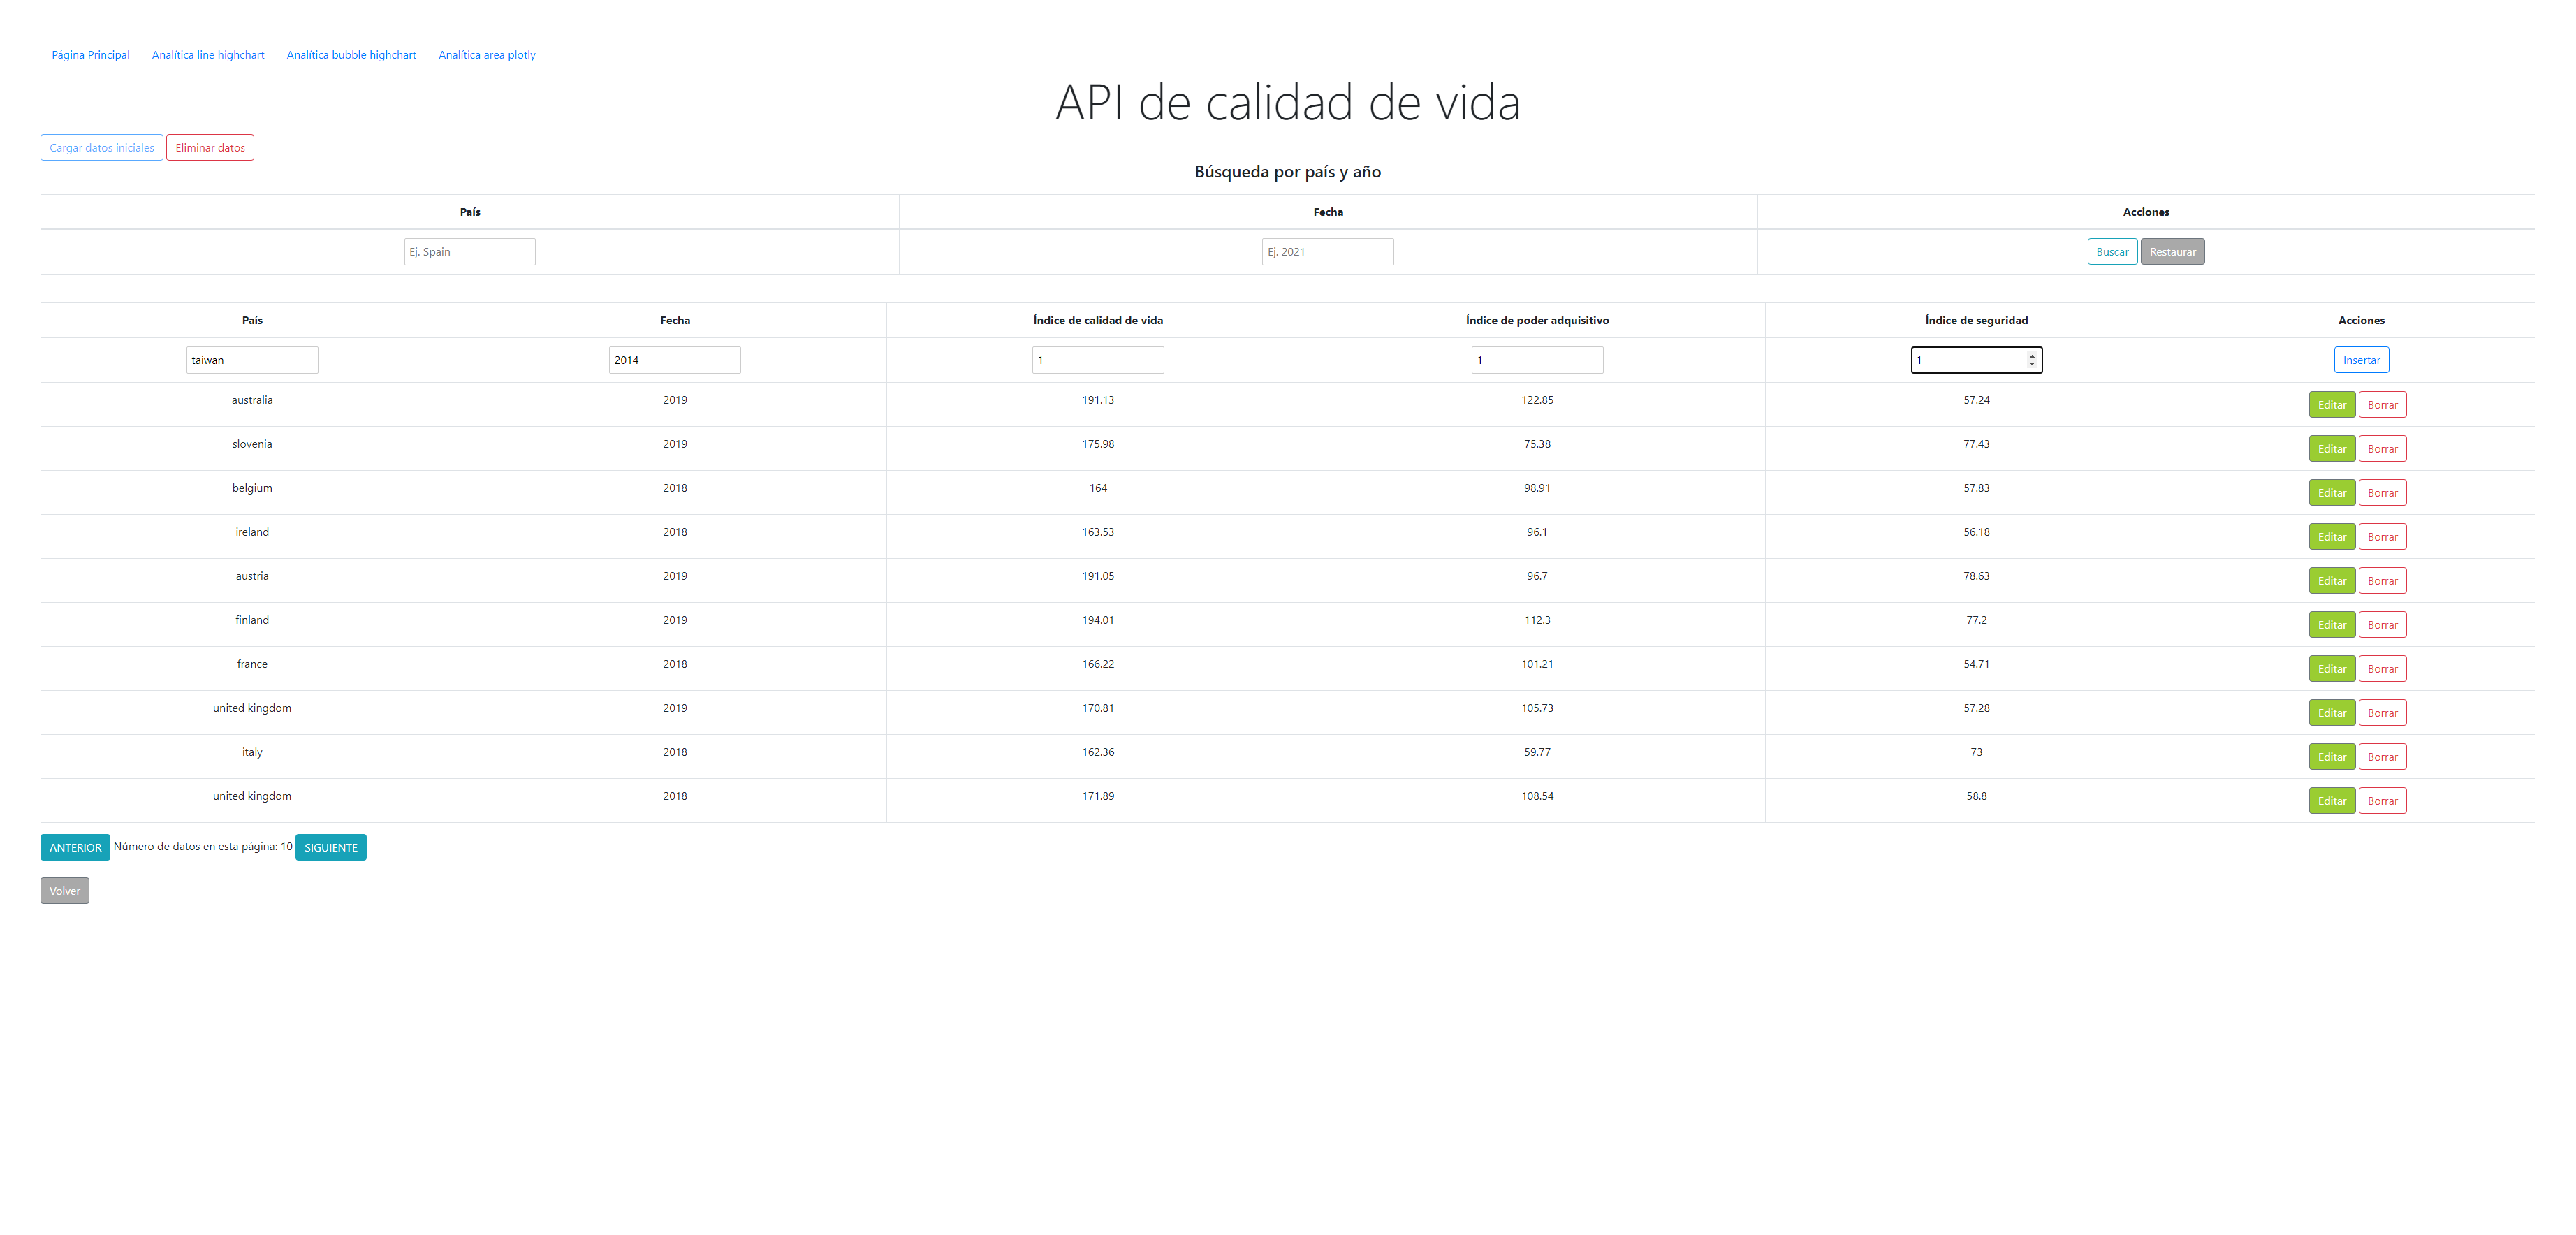 Página Principal Analítica line highchart Analítica bubble highchart Analítica area plotly
API de calidad de vida
Cargar datos iniciales Eliminar datos
Búsqueda por país y año
País Fecha Acciones
Ej. Spain Ej. 2021 Buscar Restaurar
País Fecha Índice de calidad de vida Índice de poder adquisitivo Índice de seguridad Acciones
taiwan 2014 1 1 1 Insertar
australia 2019 191.13 122.85 57.24 Editar Borrar
slovenia 2019 175.98 75.38 77.43 Editar Borrar
belgium 2018 164 98.91 57.83 Editar Borrar
ireland 2018 163.53 96.1 56.18 Editar Borrar
austria 2019 191.05 96.7 78.63 Editar Borrar
finland 2019 194.01 112.3 77.2 Editar Borrar
france 2018 166.22 101.21 54.71 Editar Borrar
united kingdom 2019 170.81 105.73 57.28 Editar Borrar
italy 2018 162.36 59.77 73 Editar Borrar
united kingdom 2018 171.89 108.54 58.8 Editar Borrar
ANTERIOR Número de datos en esta página: 10 SIGUIENTE
Volver